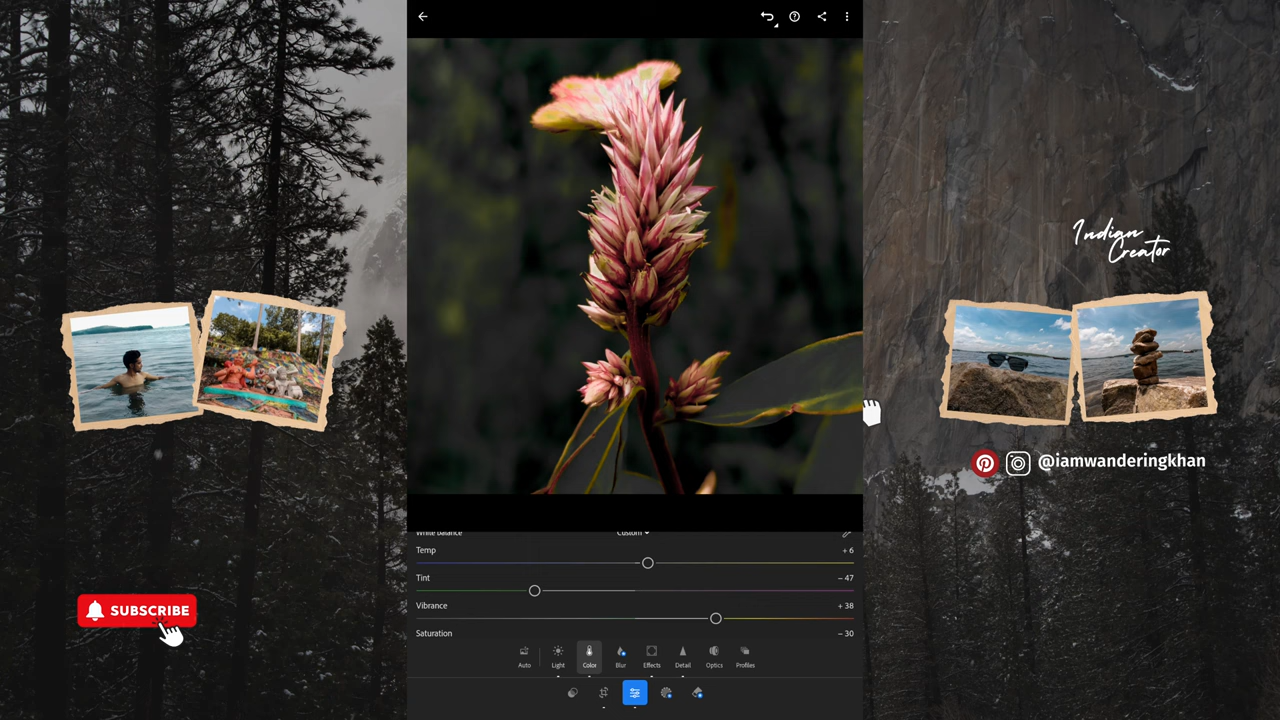 Indian
Creator
@iamwanderingkhan
SUBSCRIBE
White Balance
Custom
Temp
+ 6
Tint
– 47
Vibrance
+ 38
Saturation
– 30
Auto
Light
Color
Blur
Effects
Detail
Optics
Profiles